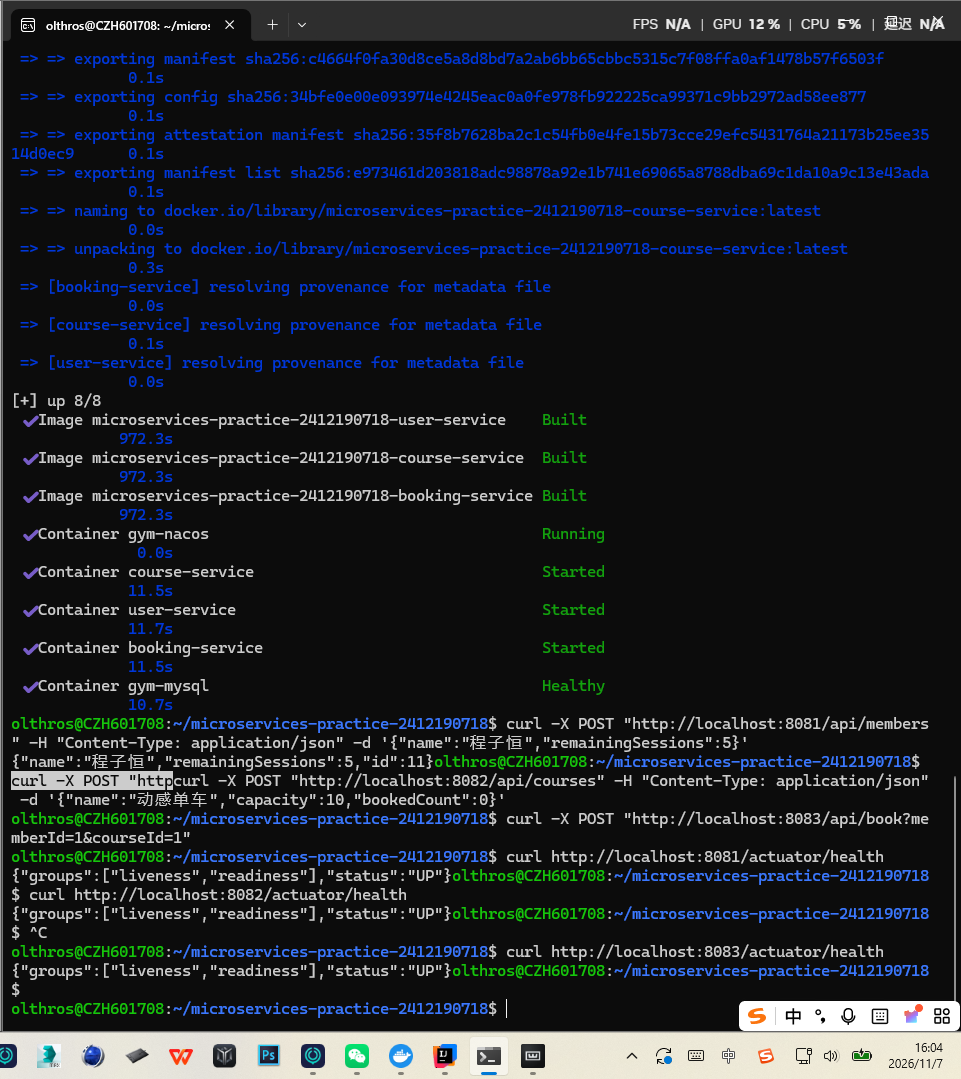 olthros@CZH601708: ~/micros
FPS N/A | GPU 12 % | CPU 5 % | 延迟 N/A
=> => exporting manifest sha256:c4664f0fa30d8ce5a8d8bd7a2ab6bb65cbbc5315c7f08ffa0af1478b57f6503f
0.1s
=> => exporting config sha256:34bfe0e00e093974e4245eac0a0fe978fb922225ca99371c9bb2972ad58ee877
0.1s
=> => exporting attestation manifest sha256:35f8b7628ba2c1c54fb0e4fe15b73cce29efc5431764a21173b25ee35
14d0ec9 0.1s
=> => exporting manifest list sha256:e973461d203818adc98878a92e1b741e69065a8788dba69c1da10a9c13e43ada
0.1s
=> => naming to docker.io/library/microservices-practice-2412190718-course-service:latest
0.0s
=> => unpacking to docker.io/library/microservices-practice-2412190718-course-service:latest
0.3s
=> [booking-service] resolving provenance for metadata file
0.0s
=> [course-service] resolving provenance for metadata file
0.1s
=> [user-service] resolving provenance for metadata file
0.0s
[+] up 8/8
✔Image microservices-practice-2412190718-user-service Built
972.3s
✔Image microservices-practice-2412190718-course-service Built
972.3s
✔Image microservices-practice-2412190718-booking-service Built
972.3s
✔Container gym-nacos Running
0.0s
✔Container course-service Started
11.5s
✔Container user-service Started
11.7s
✔Container booking-service Started
11.5s
✔Container gym-mysql Healthy
10.7s
olthros@CZH601708:~/microservices-practice-2412190718$ curl -X POST "http://localhost:8081/api/members
" -H "Content-Type: application/json" -d '{"name":"程子恒","remainingSessions":5}'
{"name":"程子恒","remainingSessions":5,"id":11}olthros@CZH601708:~/microservices-practice-2412190718$
curl -X POST "httpcurl -X POST "http://localhost:8082/api/courses" -H "Content-Type: application/json"
-d '{"name":"动感单车","capacity":10,"bookedCount":0}'
olthros@CZH601708:~/microservices-practice-2412190718$ curl -X POST "http://localhost:8083/api/book?me
mberId=1&courseId=1"
olthros@CZH601708:~/microservices-practice-2412190718$ curl http://localhost:8081/actuator/health
{"groups":["liveness","readiness"],"status":"UP"}olthros@CZH601708:~/microservices-practice-2412190718
$ curl http://localhost:8082/actuator/health
{"groups":["liveness","readiness"],"status":"UP"}olthros@CZH601708:~/microservices-practice-2412190718
$ ^C
olthros@CZH601708:~/microservices-practice-2412190718$ curl http://localhost:8083/actuator/health
{"groups":["liveness","readiness"],"status":"UP"}olthros@CZH601708:~/microservices-practice-2412190718
$
olthros@CZH601708:~/microservices-practice-2412190718$
中
Ps
中
16:04
2026/11/7